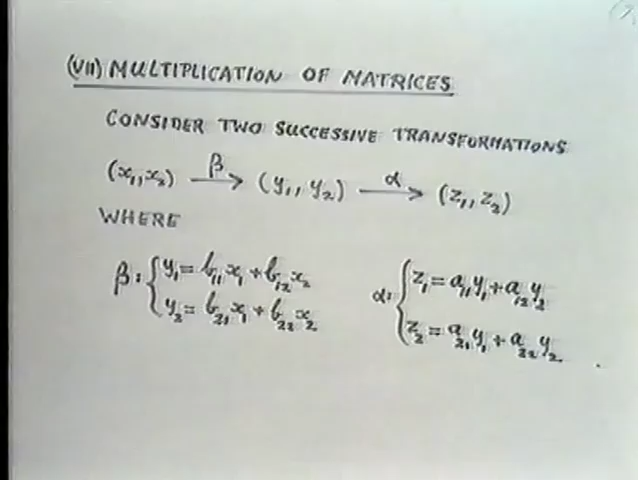 (VII) MULTIPLICATION OF MATRICES
CONSIDER TWO SUCCESSIVE TRANSFORMATIONS
(x₁, x₂) —β→ (y₁, y₂) —α→ (z₁, z₂)
WHERE
β: { y₁ = b₁₁x₁ + b₁₂x₂
y₂ = b₂₁x₁ + b₂₂x₂
α: { z₁ = a₁₁y₁ + a₁₂y₂
z₂ = a₂₁y₁ + a₂₂y₂